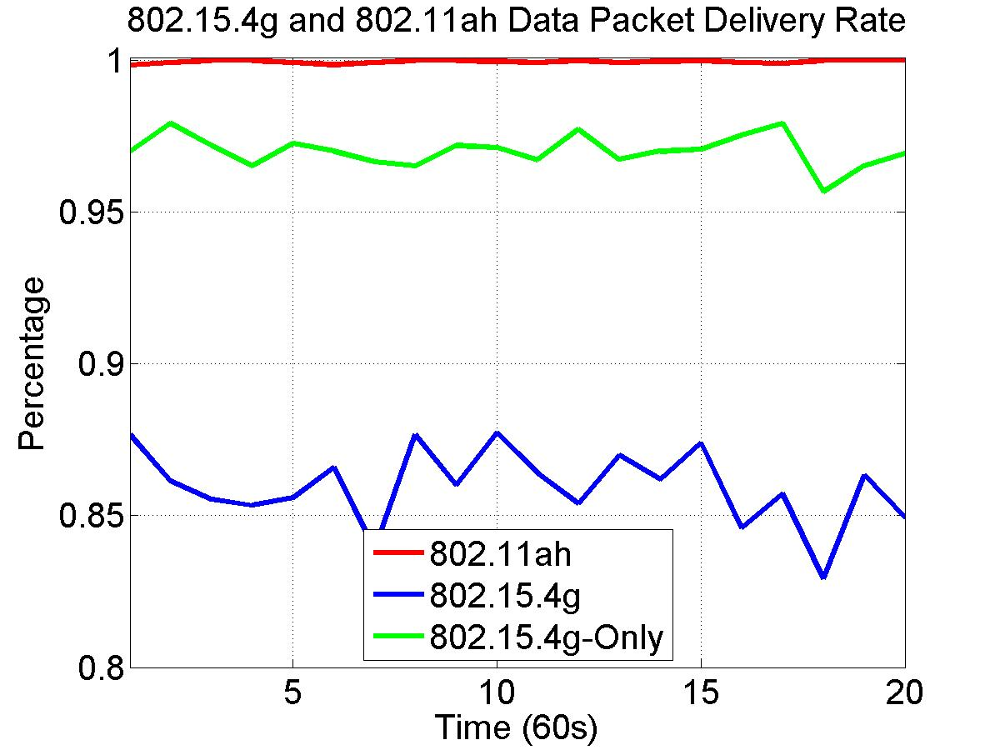 802.15.4g and 802.11ah Data Packet Delivery Rate
1
0.95
0.9
0.85
0.8
Percentage
802.11ah
802.15.4g
802.15.4g-Only
5 10 15 20
Time (60s)